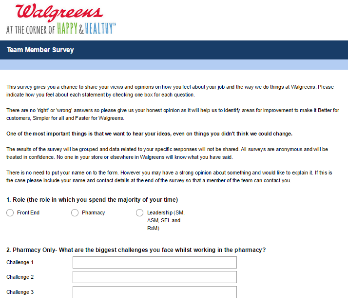 Walgreens
AT THE CORNER OF HAPPY & HEALTHY
Team Member Survey
This survey gives you a chance to share your views and opinions on how you feel about your job and the way we do things at Walgreens. Please
indicate how you feel about each statement by checking one box for each question.
There are no 'right' or 'wrong' answers so please give us your honest opinion as it will help us to identify areas for improvement to make it Better for
customers, Simpler for all and Faster for Walgreens.
One of the most important things is that we want to hear your ideas, even on things you didn't think we could change.
The results of the survey will be grouped and data related to your specific responses will not be shared. All surveys are anonymous and will be
treated in confidence. No one in your store or elsewhere in Walgreens will know what you have said.
There is no need to put your name on to the form. However you may have a strong opinion about something and would like to explain it. If this is
the case please include your name and contact details at the end of the survey so that a member of the team can contact you.
1. Role (the role in which you spend the majority of your time)
Front End
Pharmacy
Leadership (SM
ASM, SFL and
RxM)
2. Pharmacy Only- What are the biggest challenges you face whilst working in the pharmacy?
Challenge 1
Challenge 2
Challenge 3